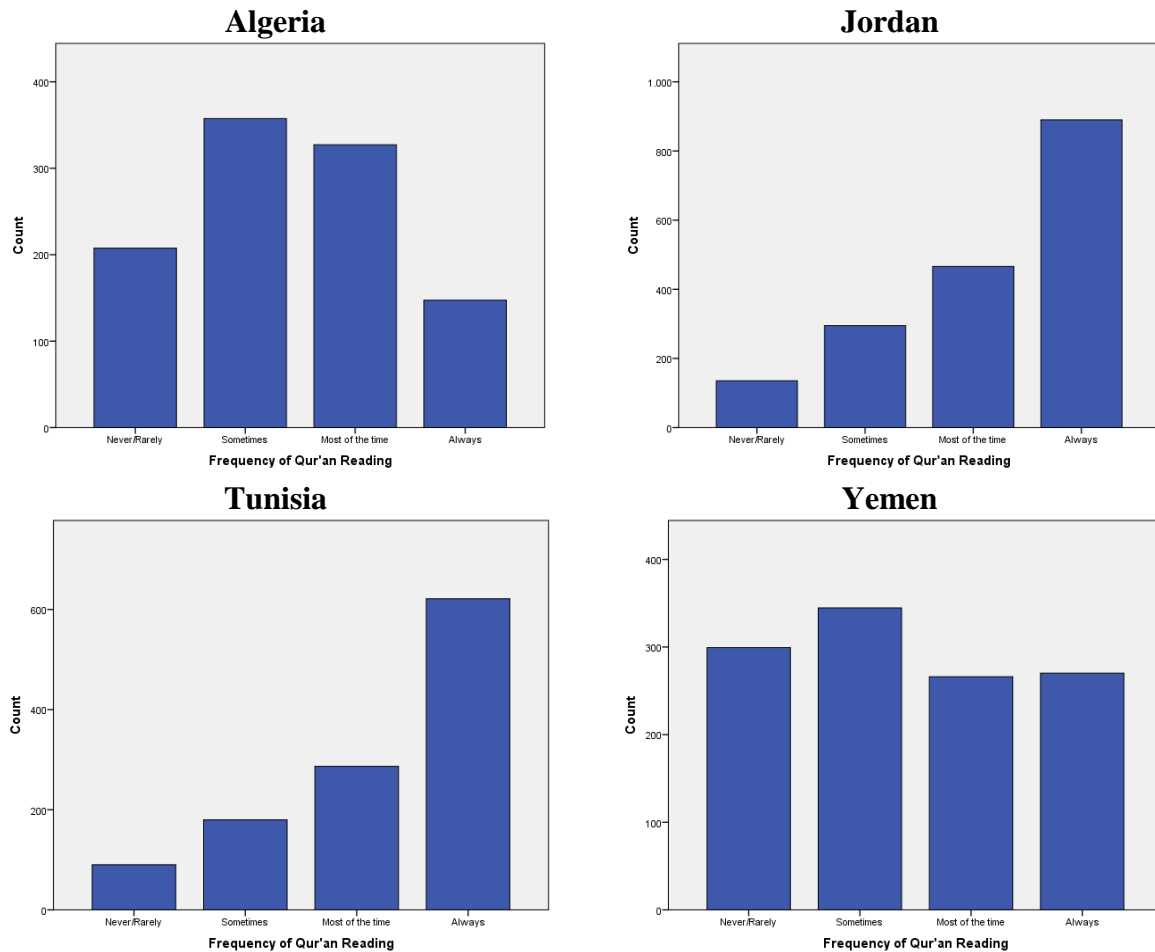 Algeria
400
300
200
100
0
Count
Never/Rarely Sometimes Most of the time Always
Frequency of Qur'an Reading
Jordan
1.000
800
600
400
200
0
Count
Never/Rarely Sometimes Most of the time Always
Frequency of Qur'an Reading
Tunisia
600
400
200
0
Count
Never/Rarely Sometimes Most of the time Always
Frequency of Qur'an Reading
Yemen
400
300
200
100
0
Count
Never/Rarely Sometimes Most of the time Always
Frequency of Qur'an Reading